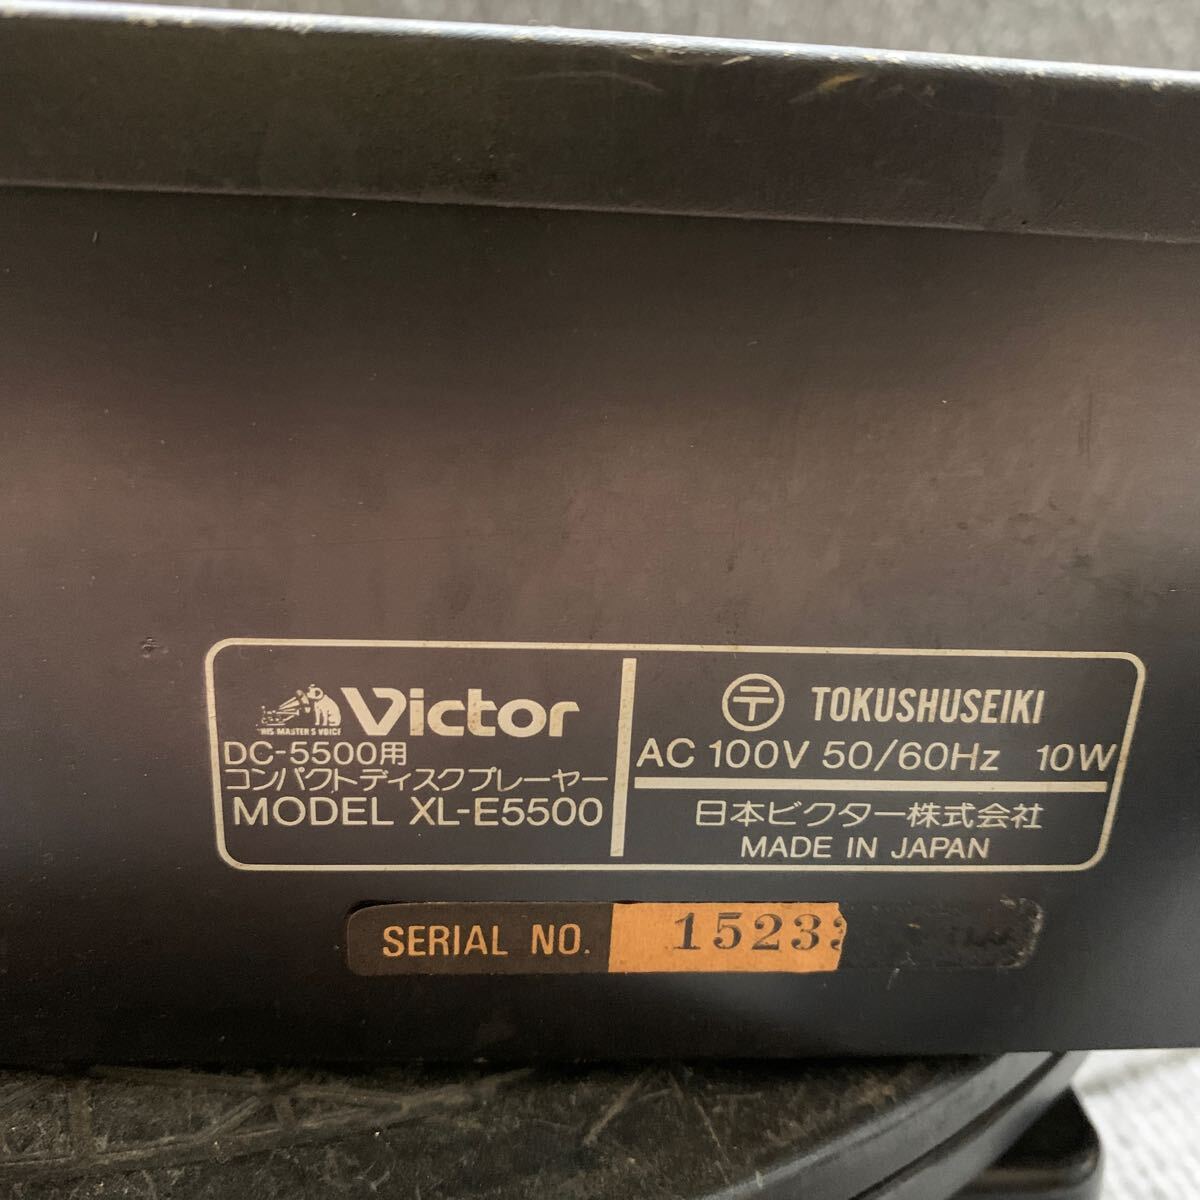 Victor
HIS MASTER'S VOICE
DC-5500用
コンパクトディスクプレーヤー
MODEL XL-E5500
〒 TOKUSHUSEIKI
AC 100V 50/60Hz 10W
日本ビクター株式会社
MADE IN JAPAN
SERIAL NO. 1523